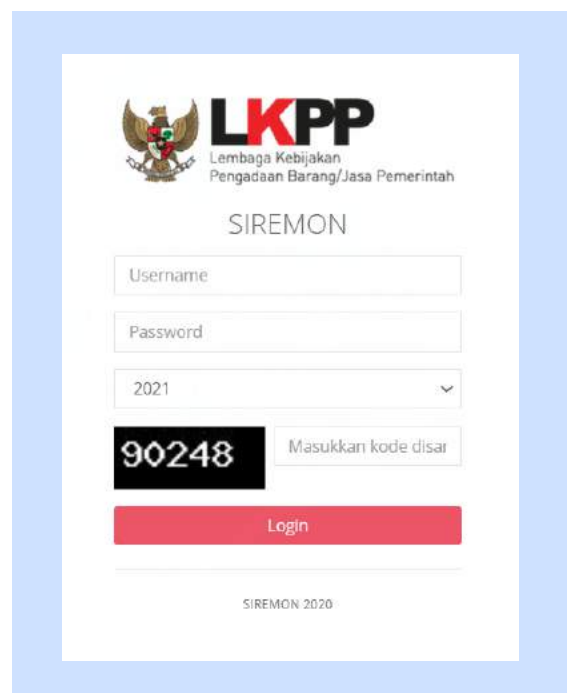 LKPP
Lembaga Kebijakan
Pengadaan Barang/Jasa Pemerintah
SIREMON
Username
Password
2021
90248
Masukkan kode disar
Login
SIREMON 2020